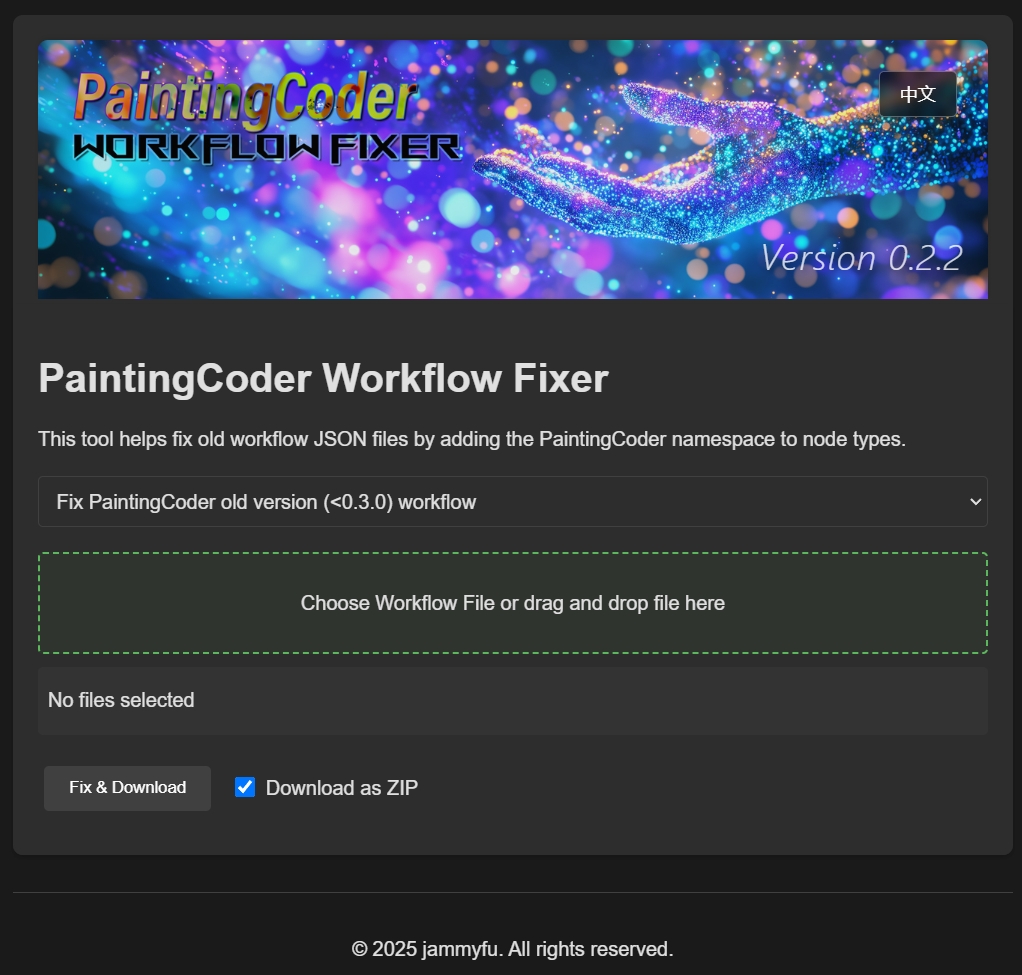 PaintingCoder
WORKFLOW FIXER
中文
Version 0.2.2
PaintingCoder Workflow Fixer
This tool helps fix old workflow JSON files by adding the PaintingCoder namespace to node types.
Fix PaintingCoder old version (<0.3.0) workflow
Choose Workflow File or drag and drop file here
No files selected
Fix & Download
Download as ZIP
© 2025 jammyfu. All rights reserved.